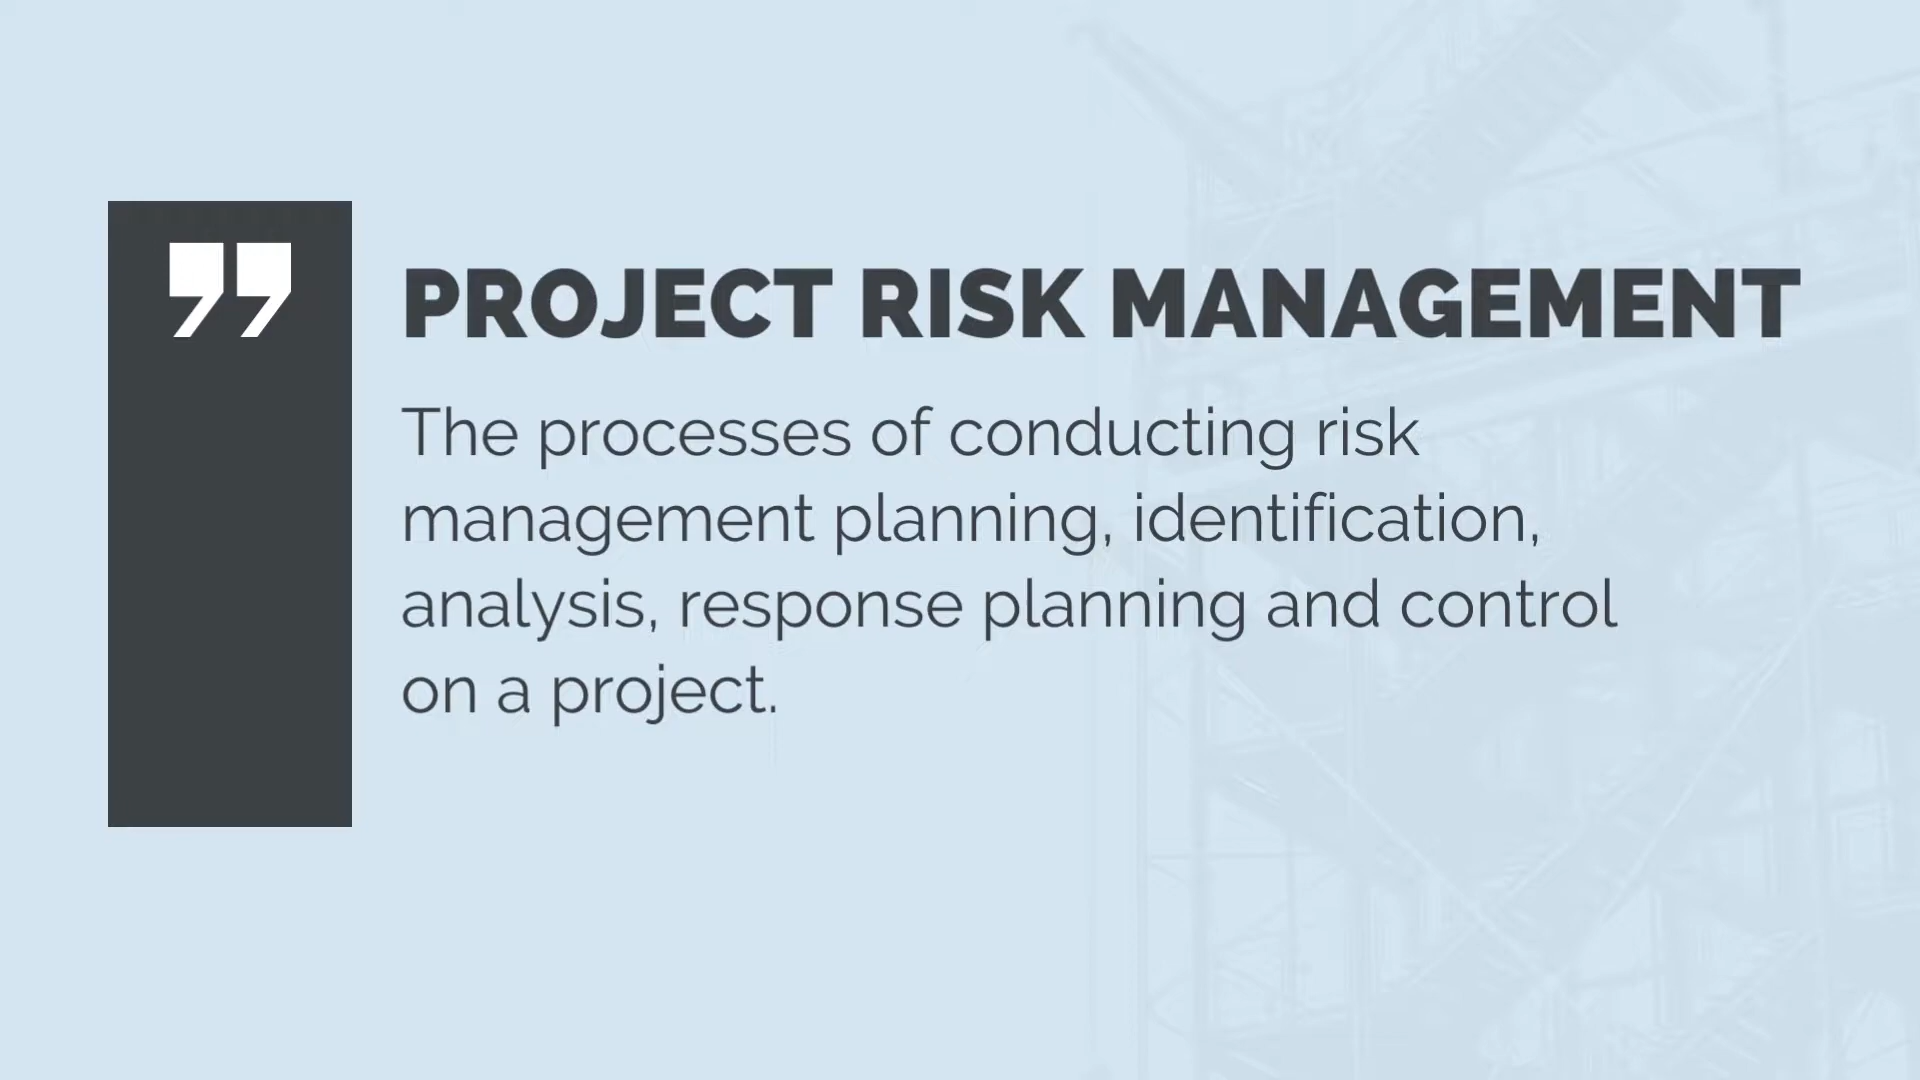 ”
PROJECT RISK MANAGEMENT
The processes of conducting risk
management planning, identification,
analysis, response planning and control
on a project.